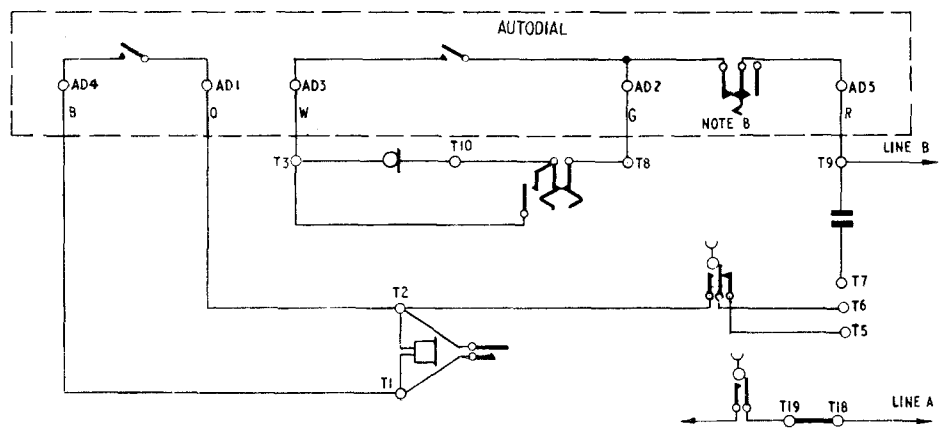 AUTODIAL
AD4
AD1
AD3
AD2
AD5
B
O
W
G
NOTE B
R
T3
T10
T8
T9
LINE B
T7
T2
T6
T5
T1
T19
T18
LINE A